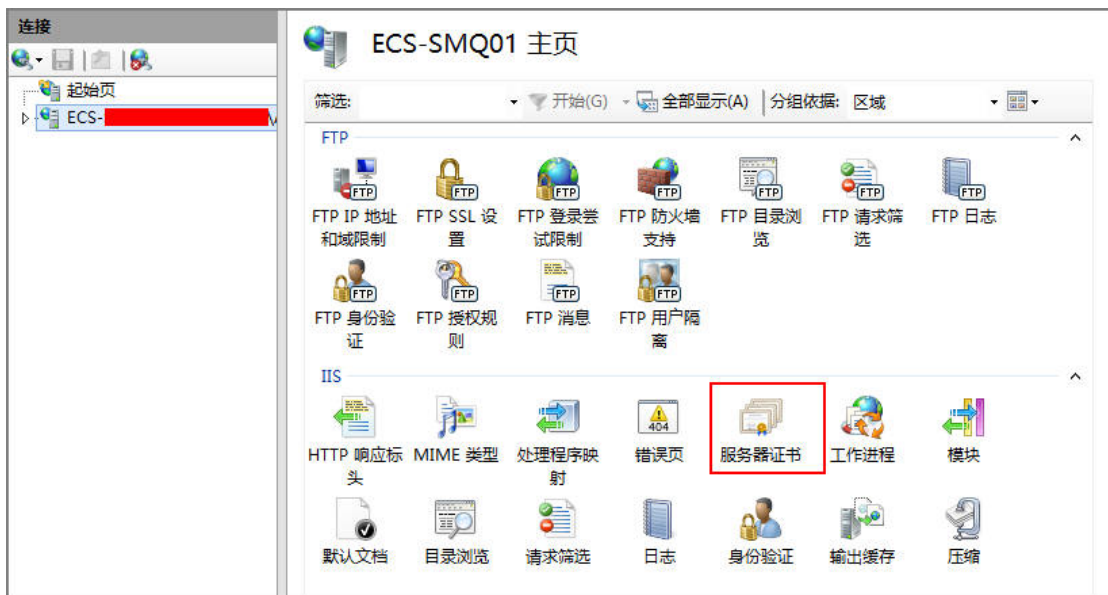 连接
起始页
ECS-
ECS-SMQ01 主页
筛选: 开始(G) 全部显示(A) 分组依据: 区域
FTP
FTP IP 地址 FTP SSL 设 FTP 登录尝 FTP 防火墙 FTP 目录浏 FTP 请求筛 FTP 日志
和域限制 置 试限制 支持 览 选
FTP 身份验 FTP 授权规 FTP 消息 FTP 用户隔
证 则 离
IIS
404
HTTP 响应标 MIME 类型 处理程序映 错误页 服务器证书 工作进程 模块
头 射
默认文档 目录浏览 请求筛选 日志 身份验证 输出缓存 压缩